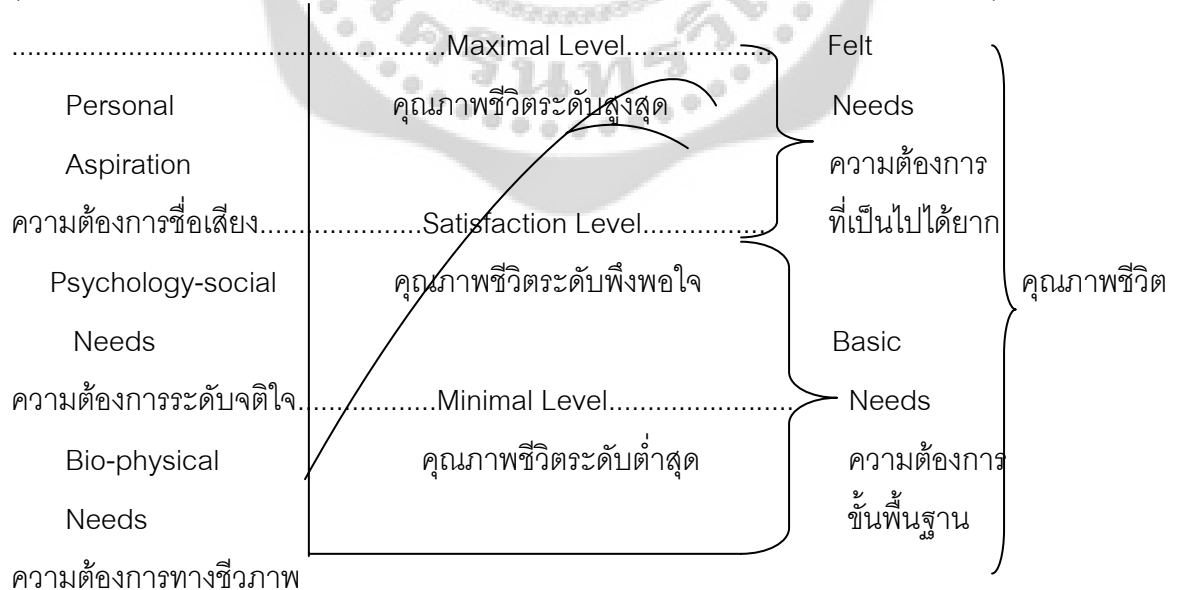 ........................................................Maximal Level................... Felt
Personal คุณภาพชีวิตระดับสูงสุด Needs
Aspiration ความต้องการ
ความต้องการชื่อเสียง.....................Satisfaction Level................ ที่เป็นไปได้ยาก
Psychology-social คุณภาพชีวิตระดับพึงพอใจ คุณภาพชีวิต
Needs Basic
ความต้องการระดับจติใจ..................Minimal Level........................ Needs
Bio-physical คุณภาพชีวิตระดับต่ำสุด ความต้องการ
Needs ขั้นพื้นฐาน
ความต้องการทางชีวภาพ